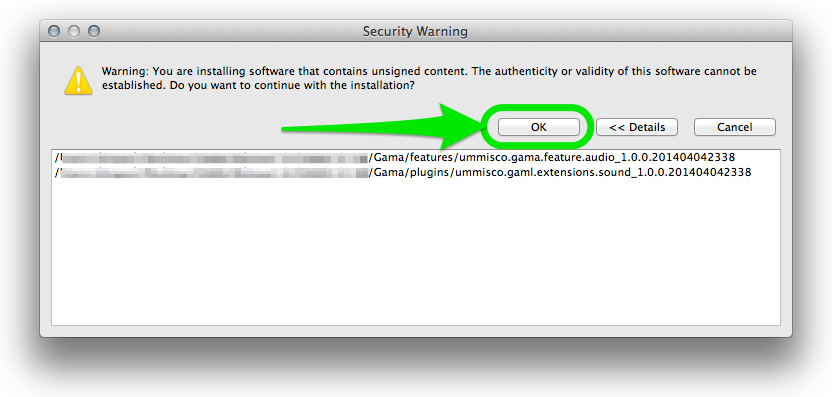 Security Warning
Warning: You are installing software that contains unsigned content. The authenticity or validity of this software cannot be
established. Do you want to continue with the installation?
OK
<< Details
Cancel
/Gama/features/ummisco.gama.feature.audio_1.0.0.201404042338
/Gama/plugins/ummisco.gaml.extensions.sound_1.0.0.201404042338